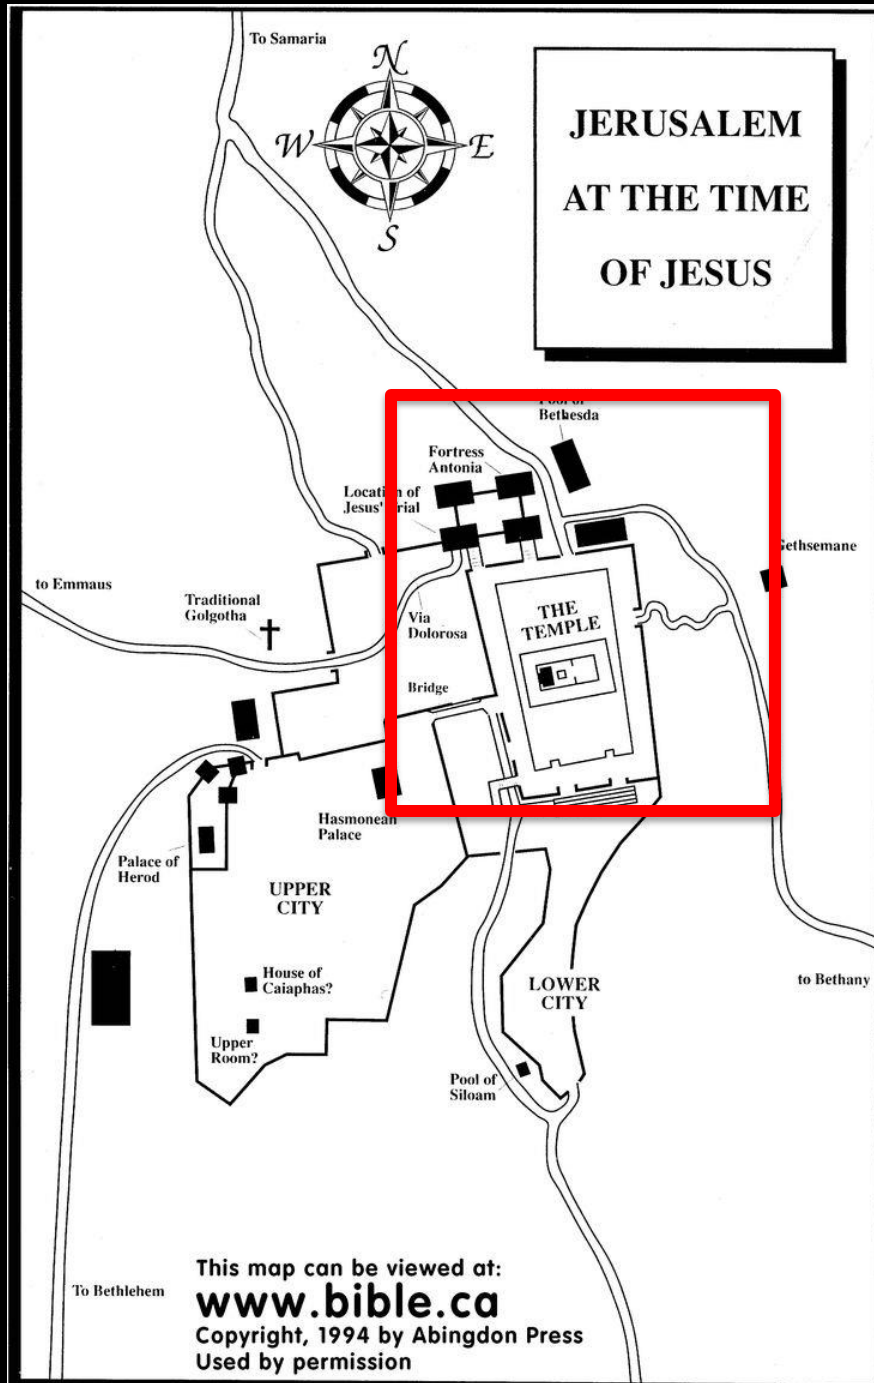 To Samaria
N
W
E
S
JERUSALEM
AT THE TIME
OF JESUS
Bethesda
Fortress
Antonia
Location of
Jesus'
to Emmaus
Traditional
Golgotha
Via
Dolorosa
THE
TEMPLE
Bridge
Hasmonean
Palace
Palace of
Herod
UPPER
CITY
House of
Caiaphas?
Upper
Room?
LOWER
CITY
to Bethany
Pool of
Siloam
To Bethlehem
This map can be viewed at:
www.bible.ca
Copyright, 1994 by Abingdon Press
Used by permission